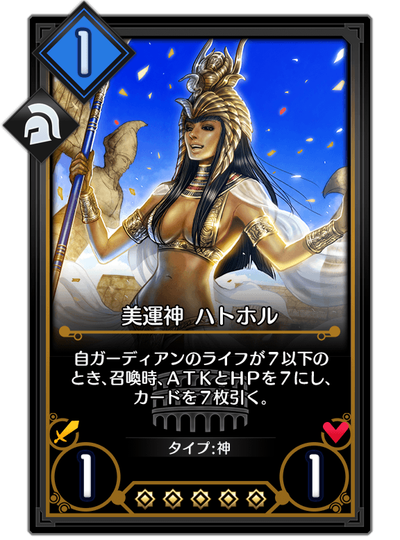 1
美運神 ハトホル
自ガーディアンのライフが7以下の
とき、召喚時、ATKとHPを7にし、
カードを7枚引く。
タイプ:神
1 1